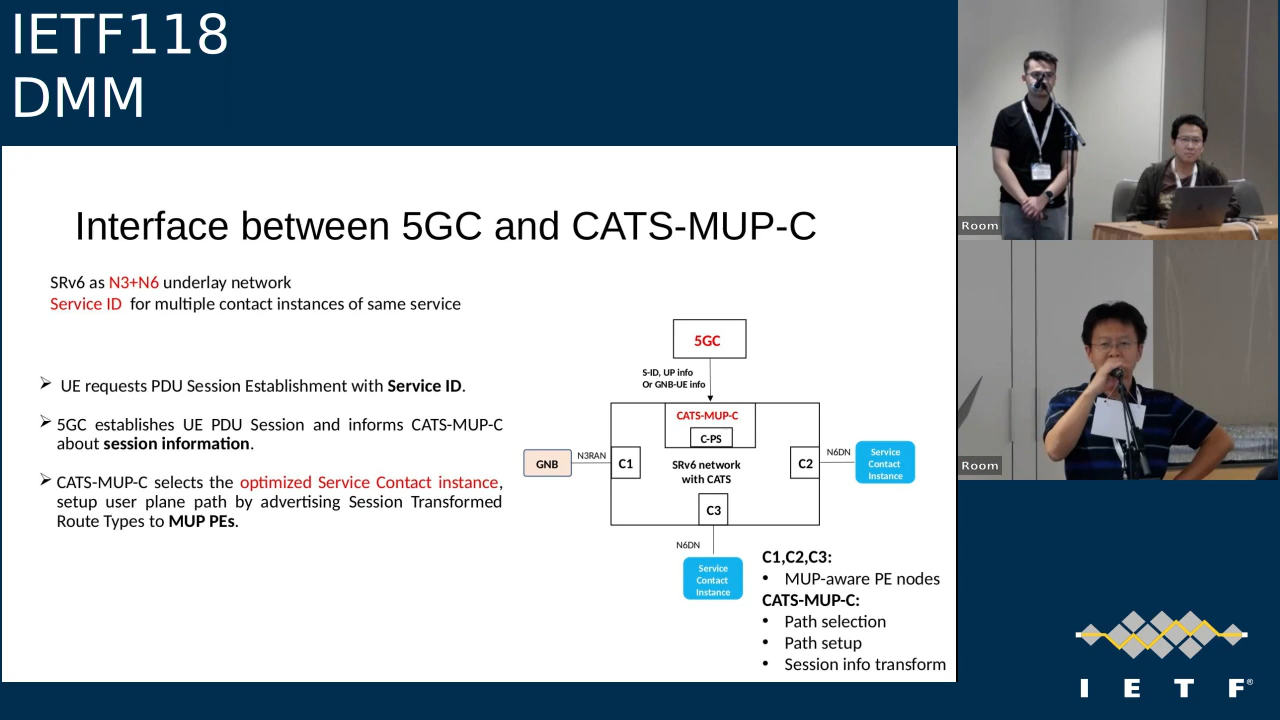 IETF118
DMM
Interface between 5GC and CATS-MUP-C
SRv6 as N3+N6 underlay network
Service ID for multiple contact instances of same service
➢ UE requests PDU Session Establishment with Service ID.
➢ 5GC establishes UE PDU Session and informs CATS-MUP-C
about session information.
➢ CATS-MUP-C selects the optimized Service Contact instance,
setup user plane path by advertising Session Transformed
Route Types to MUP PEs.
5GC
S-ID, UP info
Or GNB-UE info
CATS-MUP-C
C-PS
GNB
N3RAN
C1
SRv6 network
with CATS
C2
N6DN
Service
Contact
Instance
C3
N6DN
Service
Contact
Instance
C1,C2,C3:
• MUP-aware PE nodes
CATS-MUP-C:
• Path selection
• Path setup
• Session info transform
Room
Room
I E T F®